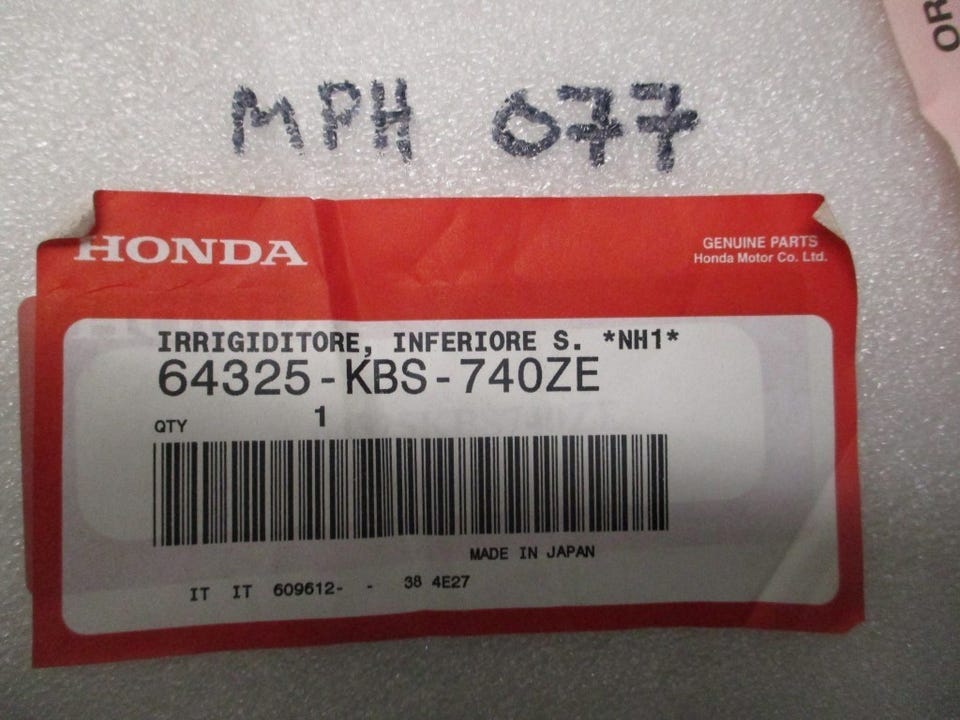 OR
MPH 077
HONDA
GENUINE PARTS
Honda Motor Co. Ltd.
IRRIGIDITORE, INFERIORE S. *NH1*
64325-KBS-740ZE
QTY 1
MADE IN JAPAN
IT IT 609612- - 38 4E27